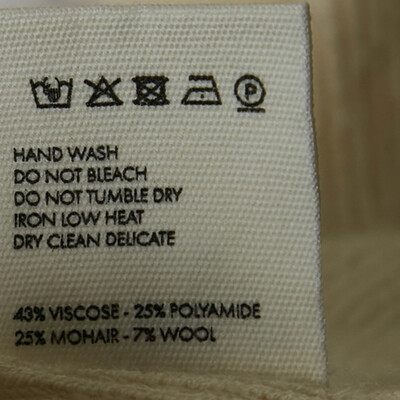 P
HAND WASH
DO NOT BLEACH
DO NOT TUMBLE DRY
IRON LOW HEAT
DRY CLEAN DELICATE
43% VISCOSE - 25% POLYAMIDE
25% MOHAIR - 7% WOOL